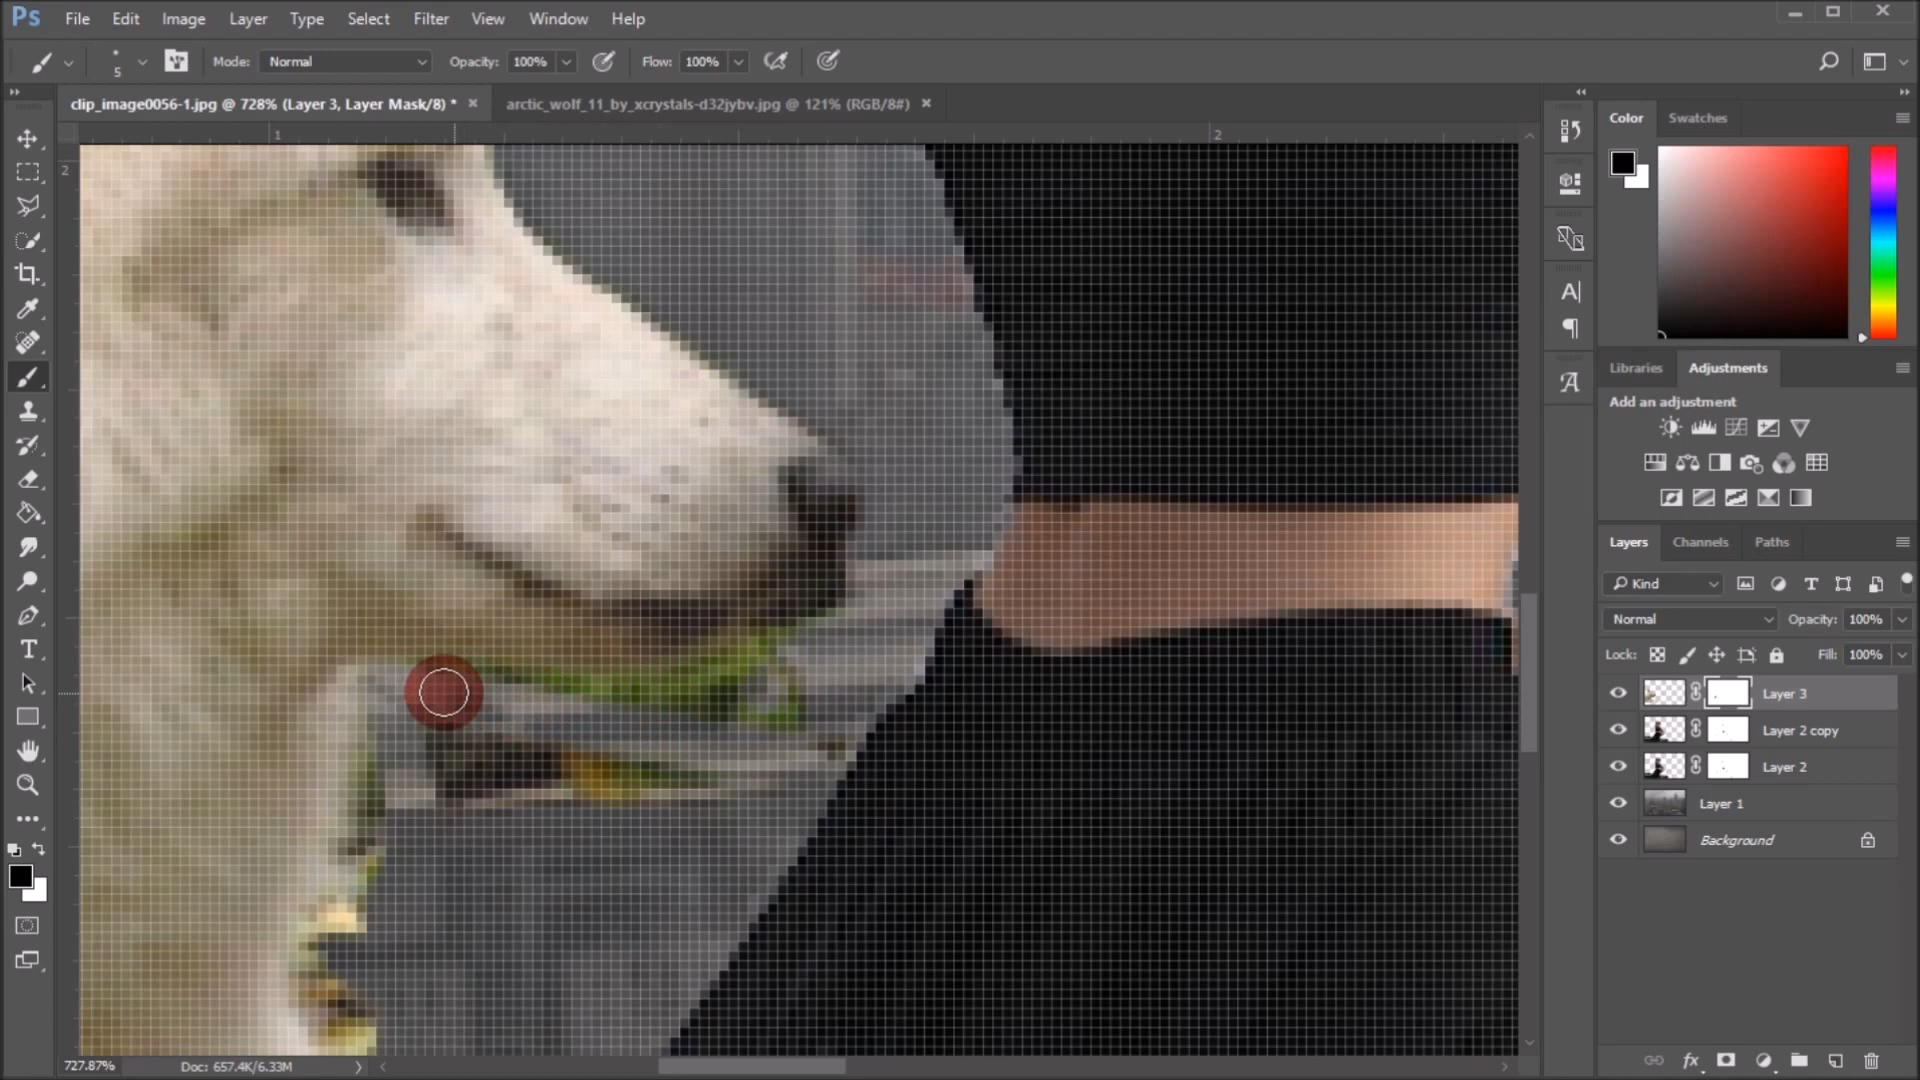 Ps File Edit Image Layer Type Select Filter View Window Help
5 Mode: Normal Opacity: 100% Flow: 100%
clip_image0056-1.jpg @ 728% (Layer 3, Layer Mask/8) * × arctic_wolf_11_by_xcrystals-d32jybv.jpg @ 121% (RGB/8#) ×
1 2
2
Color Swatches
Libraries Adjustments
Add an adjustment
Layers Channels Paths
Kind
Normal Opacity: 100%
Lock: Fill: 100%
Layer 3
Layer 2 copy
Layer 2
Layer 1
Background
727.87% Doc: 657.4K/6.33M